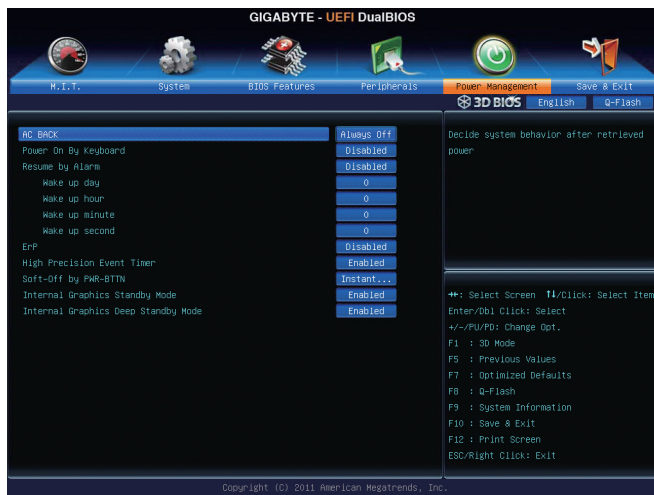 GIGABYTE - UEFI DualBIOS
M.I.T. System BIOS Features Peripherals Power Management Save & Exit
3D BIOS English Q-Flash
AC BACK Always Off
Power On By Keyboard Disabled
Resume by Alarm Disabled
Wake up day 0
Wake up hour 0
Wake up minute 0
Wake up second 0
ErP Disabled
High Precision Event Timer Enabled
Soft-Off by PWR-BTTN Instant...
Internal Graphics Standby Mode Enabled
Internal Graphics Deep Standby Mode Enabled
Decide system behavior after retrieved
power
→←: Select Screen ↑↓/Click: Select Item
Enter/Dbl Click: Select
+/-/PU/PD: Change Opt.
F1 : 3D Mode
F5 : Previous Values
F7 : Optimized Defaults
F8 : Q-Flash
F9 : System Information
F10 : Save & Exit
F12 : Print Screen
ESC/Right Click: Exit
Copyright (C) 2011 American Megatrends, Inc.